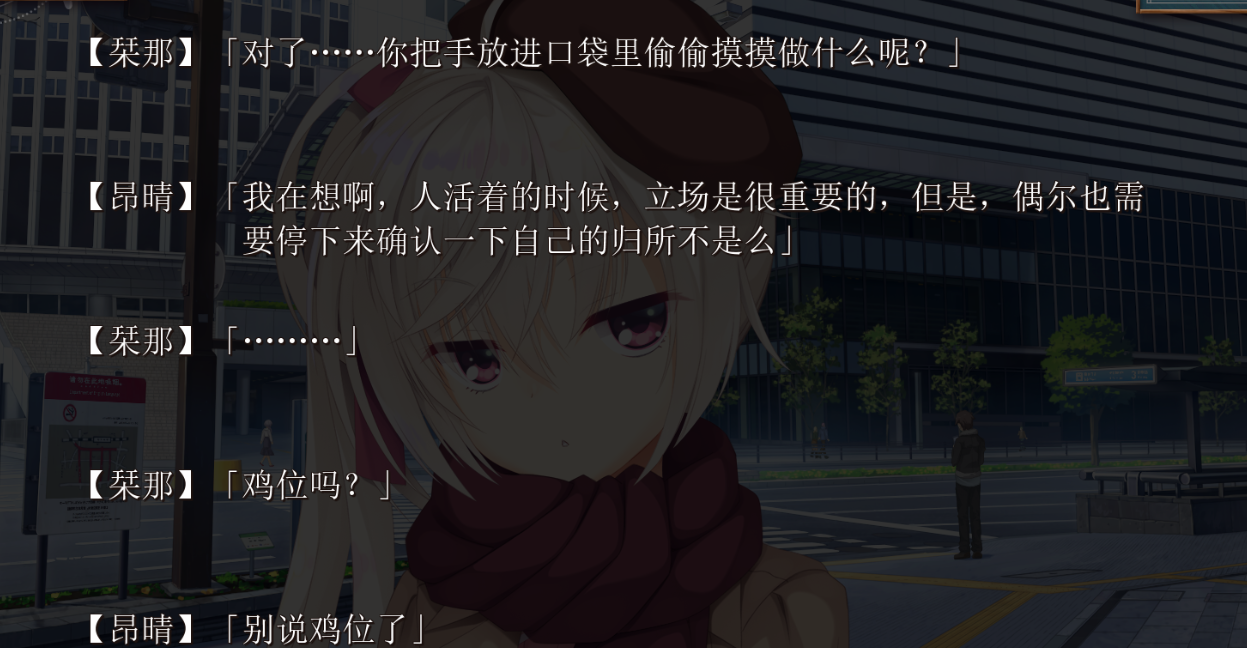 【栞那】「对了……你把手放进口袋里偷偷摸摸做什么呢？」
【昂晴】「我在想啊，人活着的时候，立场是很重要的，但是，偶尔也需
要停下来确认一下自己的归所不是么」
【栞那】「………」
【栞那】「鸡位吗？」
【昂晴】「别说鸡位了」